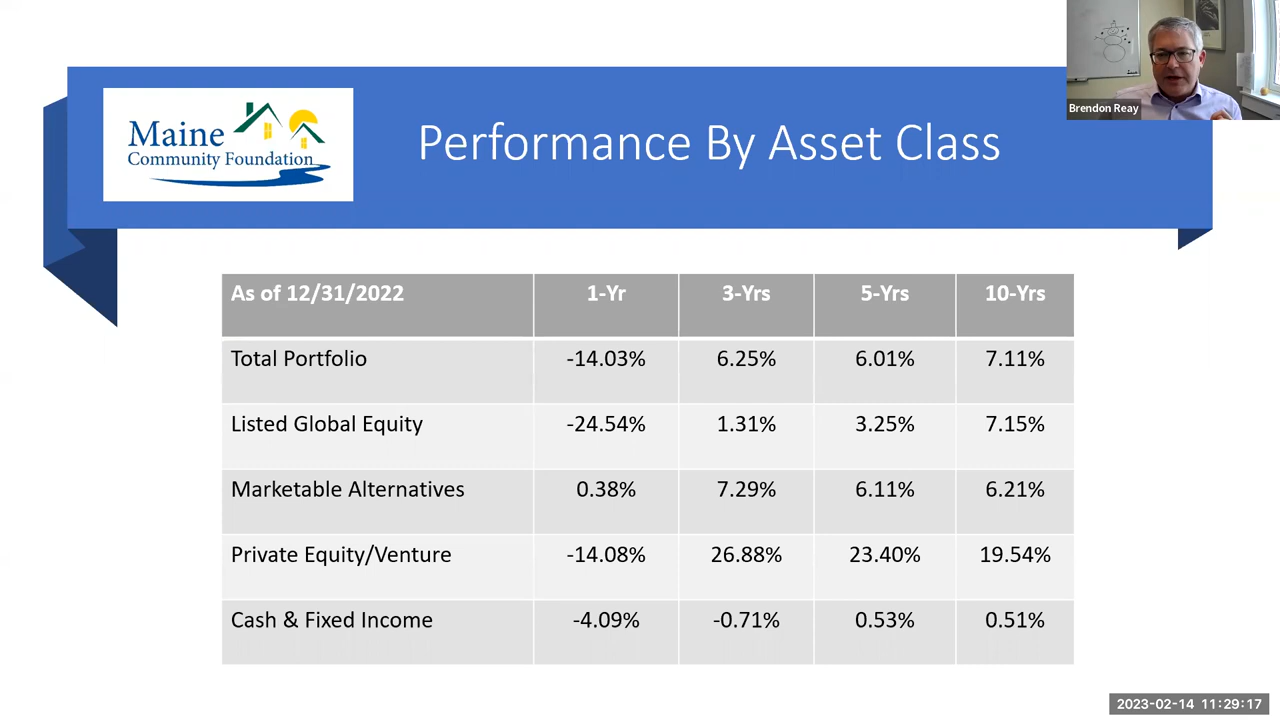 Brendon Reay
Maine
Community Foundation
Performance By Asset Class
As of 12/31/2022 1-Yr 3-Yrs 5-Yrs 10-Yrs
Total Portfolio -14.03% 6.25% 6.01% 7.11%
Listed Global Equity -24.54% 1.31% 3.25% 7.15%
Marketable Alternatives 0.38% 7.29% 6.11% 6.21%
Private Equity/Venture -14.08% 26.88% 23.40% 19.54%
Cash & Fixed Income -4.09% -0.71% 0.53% 0.51%
2023-02-14 11:29:17